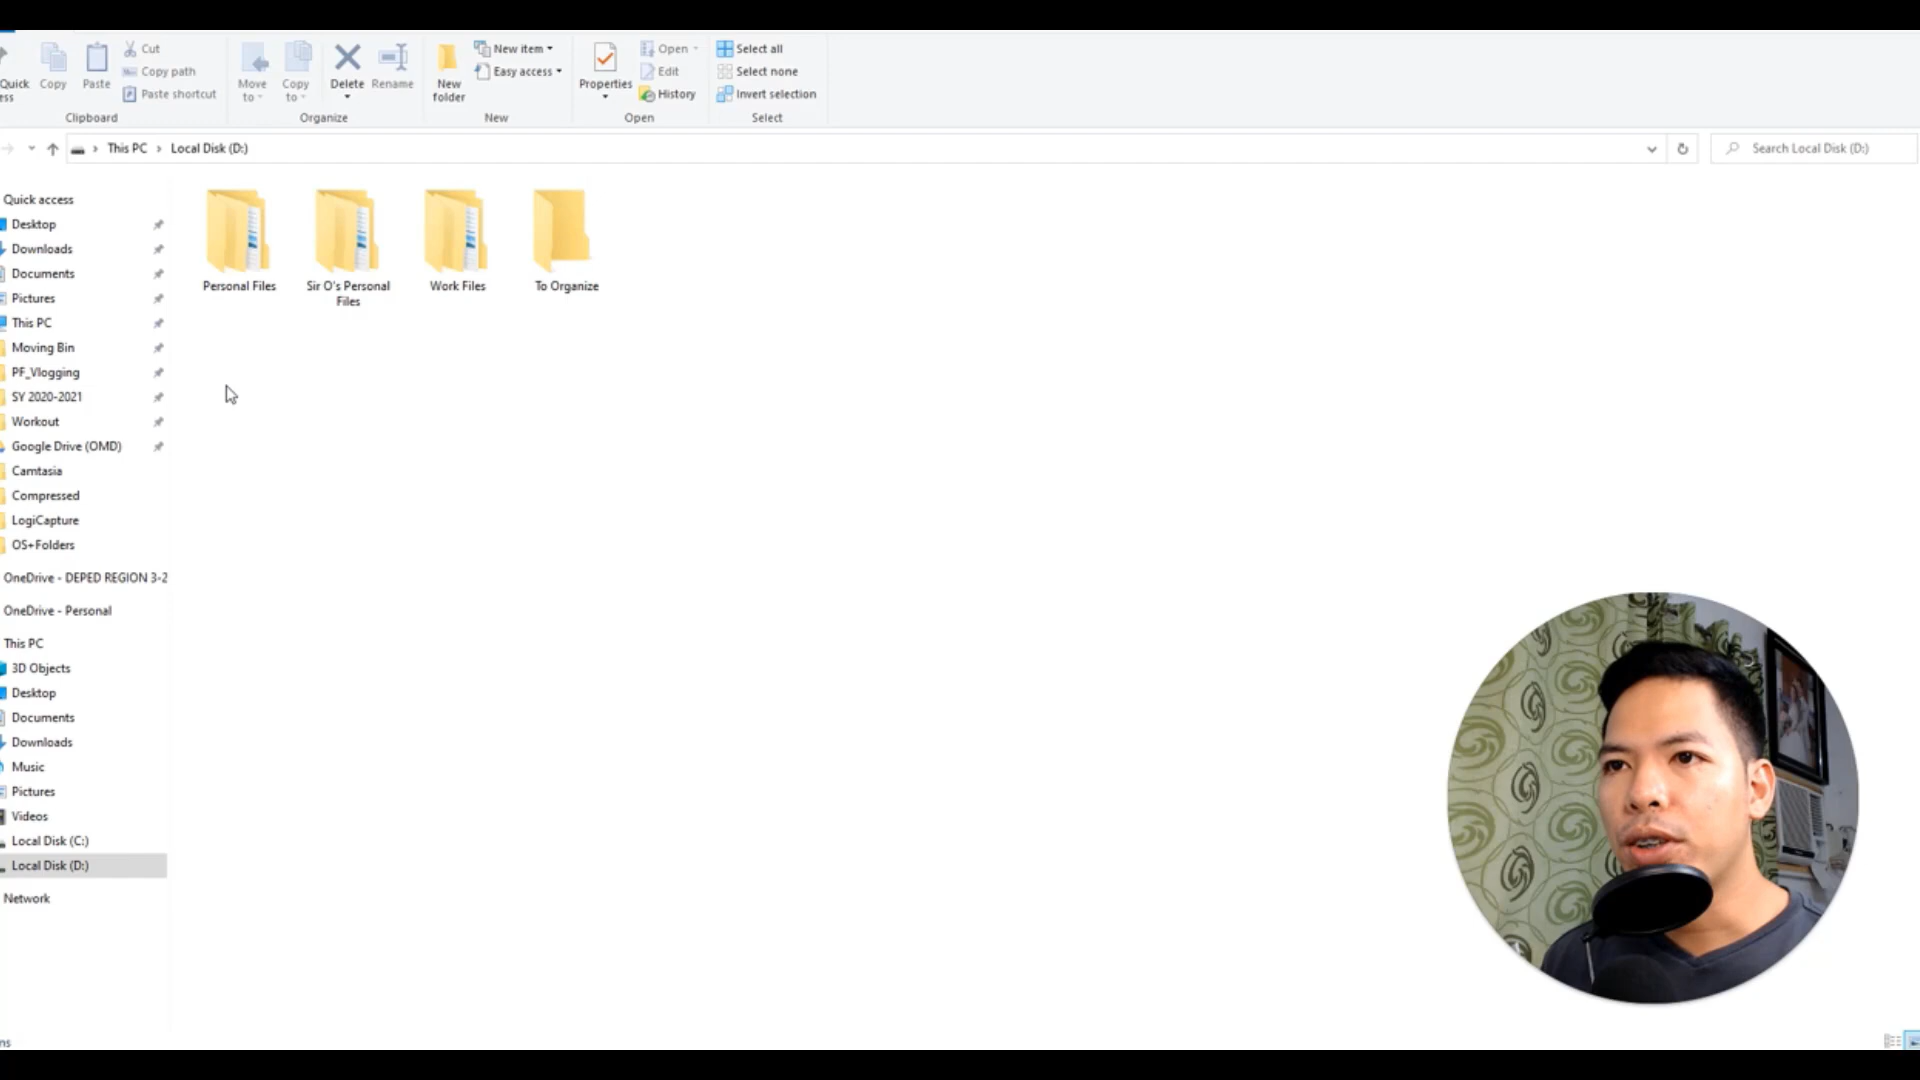 Cut
Copy path
Paste shortcut
Quick
ess
Copy
Paste
Clipboard
Move
to
Copy
to
Delete
Rename
Organize
New
folder
New item
Easy access
New
Properties
Open
Edit
History
Open
Select all
Select none
Invert selection
Select
This PC
Local Disk (D:)
Search Local Disk (D:)
Quick access
Desktop
Downloads
Documents
Pictures
This PC
Moving Bin
PF_Vlogging
SY 2020-2021
Workout
Google Drive (OMD)
Camtasia
Compressed
LogiCapture
OS+Folders
OneDrive - DEPED REGION 3-2
OneDrive - Personal
This PC
3D Objects
Desktop
Documents
Downloads
Music
Pictures
Videos
Local Disk (C:)
Local Disk (D:)
Network
Personal Files
Sir O's Personal
Files
Work Files
To Organize
ns